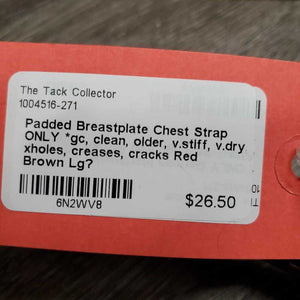 The Tack Collector
1004516-271
Padded Breastplate Chest Strap
ONLY *gc, clean, older, v.stiff, v.dry
xholes, creases, cracks Red
Brown Lg?
6N2WV8
$26.50